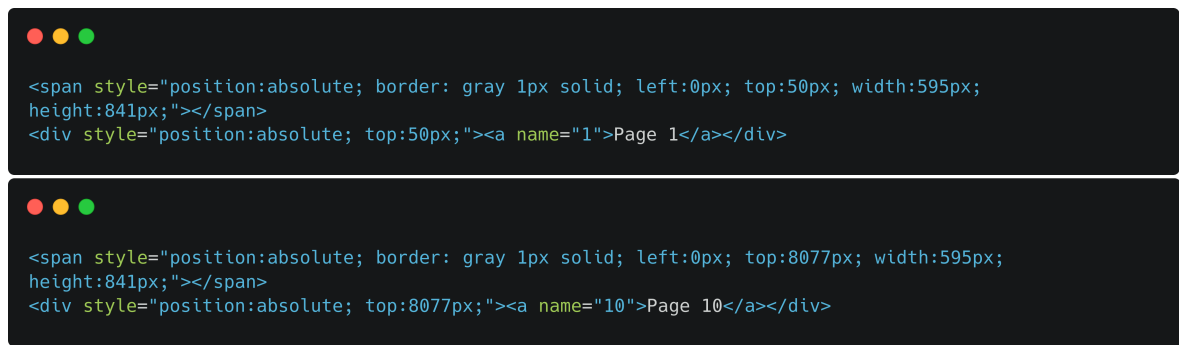 <span style="position:absolute; border: gray 1px solid; left:0px; top:50px; width:595px;
height:841px;"></span>
<div style="position:absolute; top:50px;"><a name="1">Page 1</a></div>
<span style="position:absolute; border: gray 1px solid; left:0px; top:8077px; width:595px;
height:841px;"></span>
<div style="position:absolute; top:8077px;"><a name="10">Page 10</a></div>